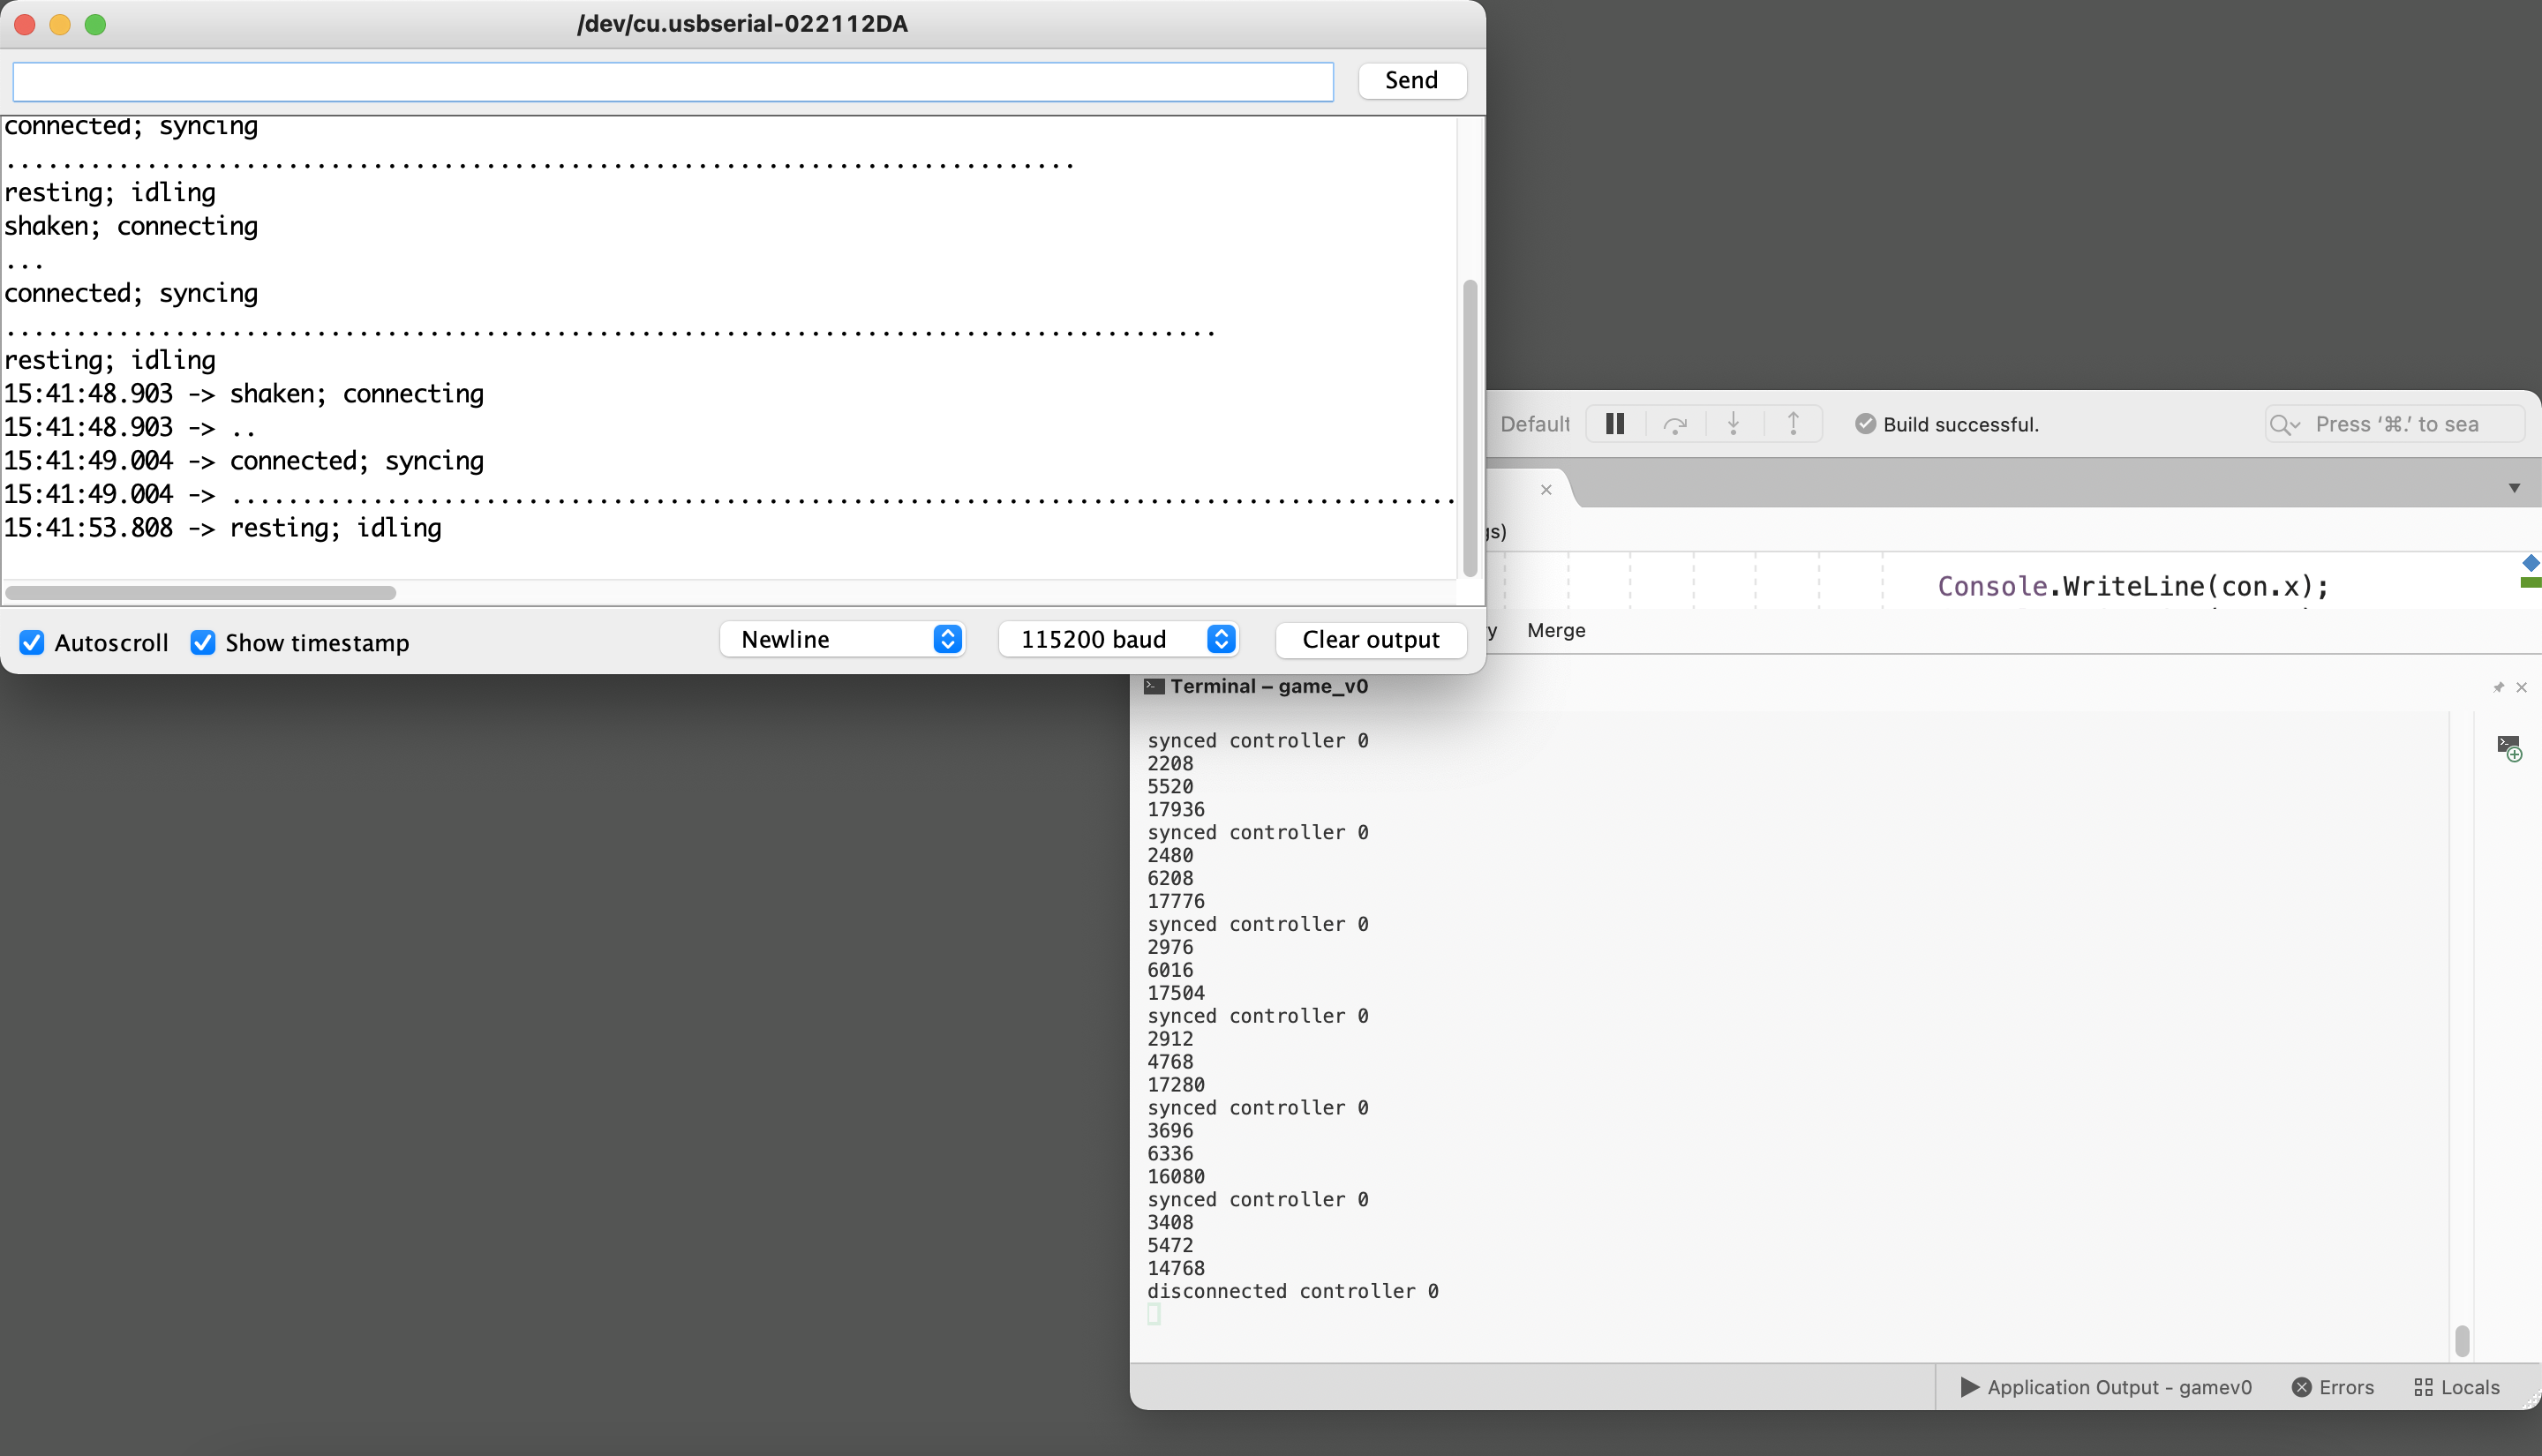 /dev/cu.usbserial-022112DA
Send
connected; syncing
............................................................................
resting; idling
shaken; connecting
...
connected; syncing
......................................................................................
resting; idling
15:41:48.903 -> shaken; connecting
15:41:48.903 -> ..
15:41:49.004 -> connected; syncing
15:41:49.004 -> .......................................................................................
15:41:53.808 -> resting; idling
Autoscroll
Show timestamp
Newline
115200 baud
Clear output
Default
Build successful.
Press ‘⌘.’ to sea
gs)
Console.WriteLine(con.x);
y
Merge
Terminal – game_v0
synced controller 0
2208
5520
17936
synced controller 0
2480
6208
17776
synced controller 0
2976
6016
17504
synced controller 0
2912
4768
17280
synced controller 0
3696
6336
16080
synced controller 0
3408
5472
14768
disconnected controller 0
Application Output - gamev0
Errors
Locals